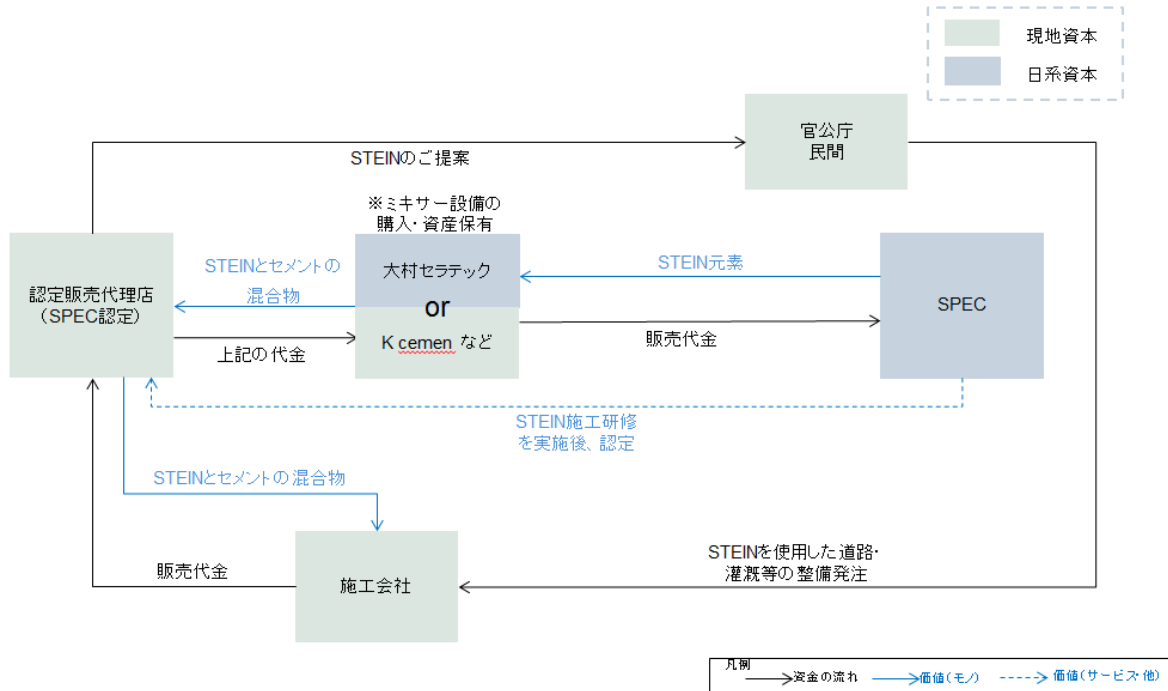 現地資本
日系資本
官公庁
民間
STEINのご提案
※ミキサー設備の
購入・資産保有
認定販売代理店
（SPEC認定）
STEINとセメントの
混合物
上記の代金
大村セラテック
or
K cemen など
STEIN元素
販売代金
SPEC
STEIN施工研修
を実施後、認定
STEINとセメントの混合物
販売代金
施工会社
STEINを使用した道路・
灌漑等の整備発注
凡例
資金の流れ 価値（モノ） 価値（サービス・他）